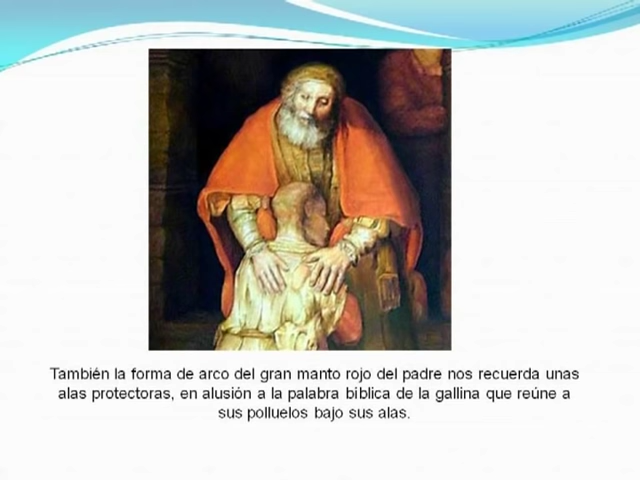 También la forma de arco del gran manto rojo del padre nos recuerda unas
alas protectoras, en alusión a la palabra bíblica de la gallina que reúne a
sus polluelos bajo sus alas.